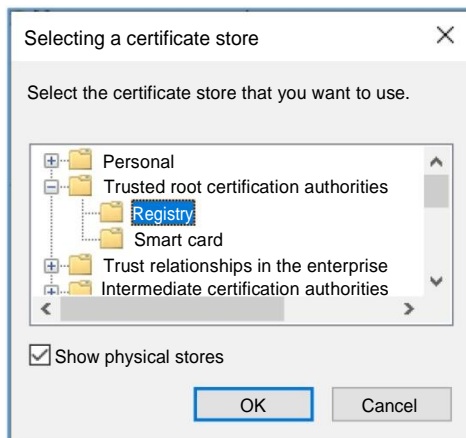 Selecting a certificate store
Select the certificate store that you want to use.
Personal
Trusted root certification authorities
Registry
Smart card
Trust relationships in the enterprise
Intermediate certification authorities
Show physical stores
OK
Cancel